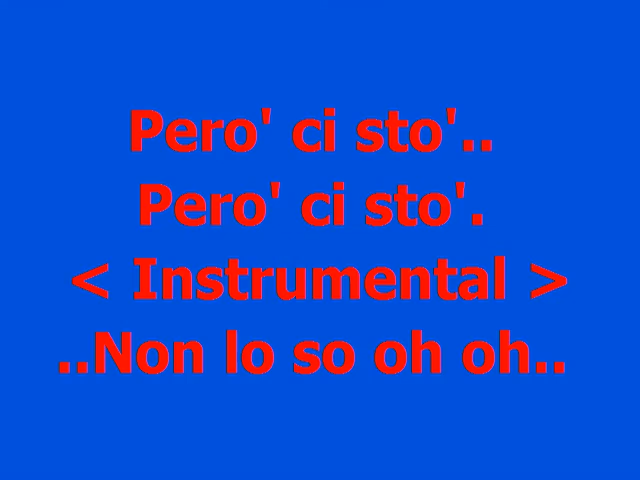 Pero' ci sto'..
Pero' ci sto'.
< Instrumental >
..Non lo so oh oh..